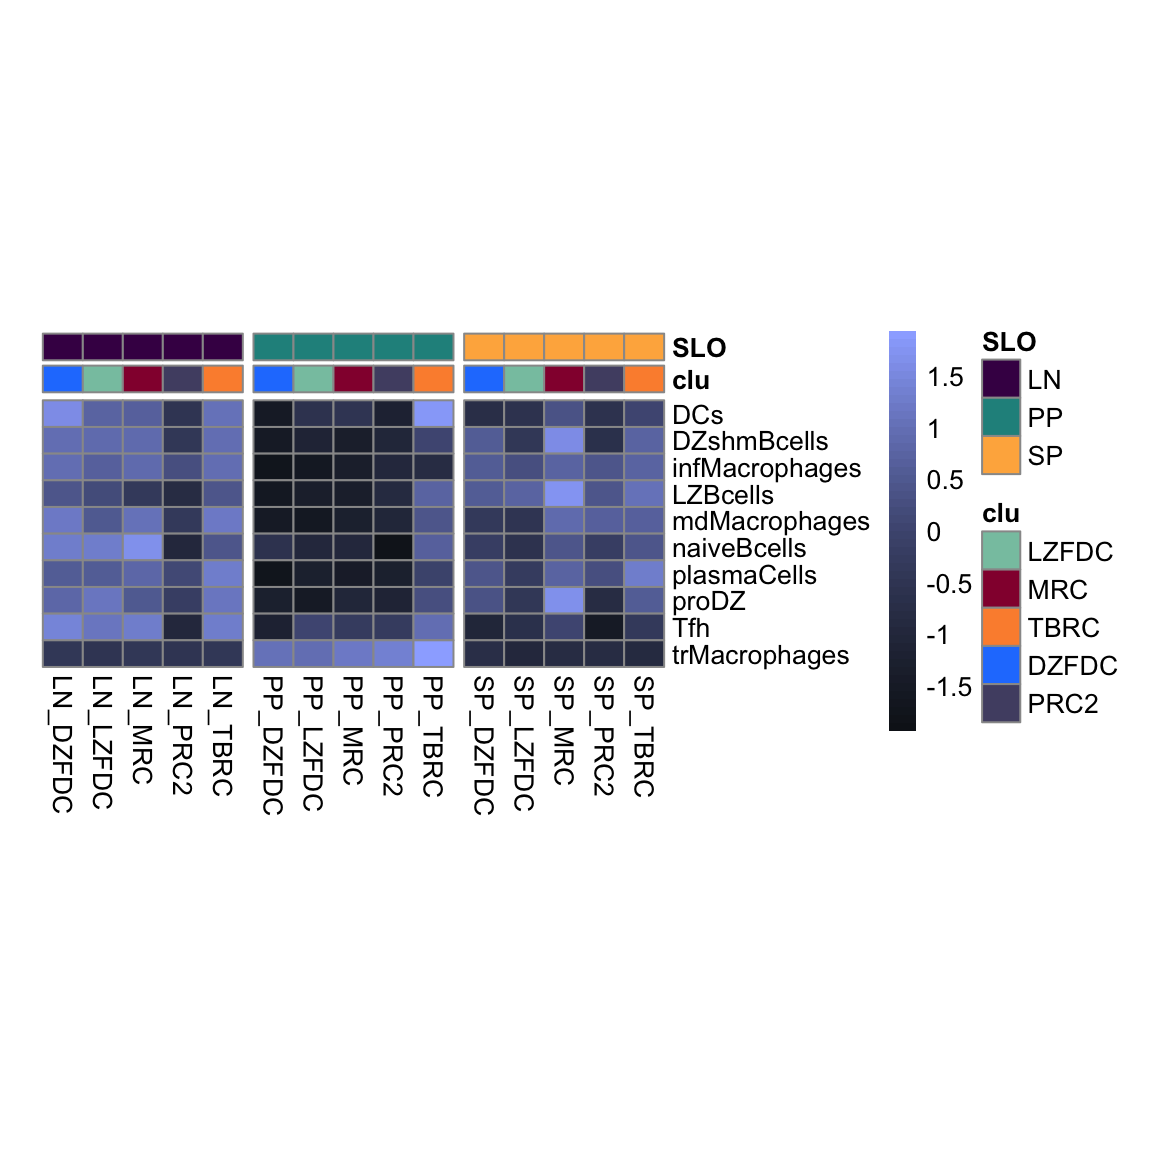 SLO
clu
DCs
DZshmBcells
infMacrophages
LZBcells
mdMacrophages
naiveBcells
plasmaCells
proDZ
Tfh
trMacrophages
LN_DZFDC
LN_LZFDC
LN_MRC
LN_PRC2
LN_TBRC
PP_DZFDC
PP_LZFDC
PP_MRC
PP_PRC2
PP_TBRC
SP_DZFDC
SP_LZFDC
SP_MRC
SP_PRC2
SP_TBRC
1.5
1
0.5
0
-0.5
-1
-1.5
SLO
LN
PP
SP
clu
LZFDC
MRC
TBRC
DZFDC
PRC2